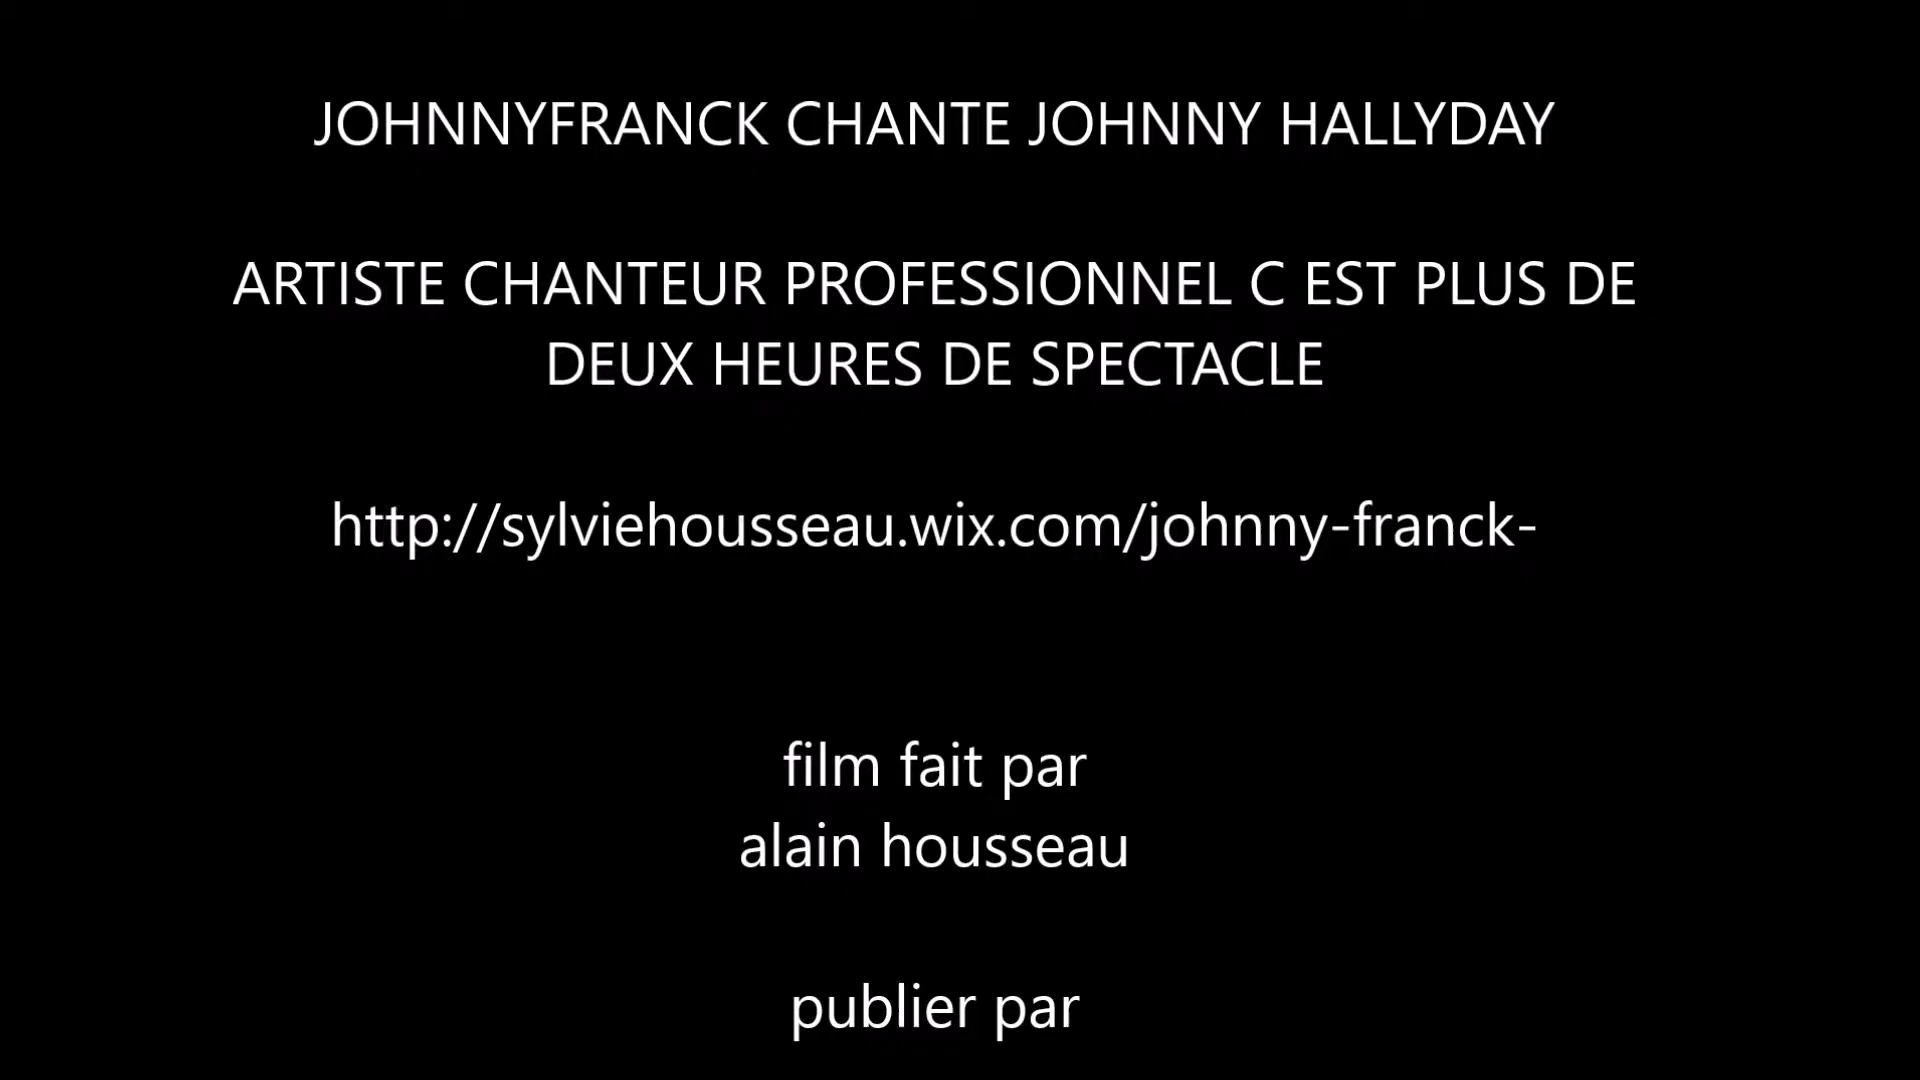 JOHNNYFRANCK CHANTE JOHNNY HALLYDAY
ARTISTE CHANTEUR PROFESSIONNEL C EST PLUS DE
DEUX HEURES DE SPECTACLE
http://sylviehousseau.wix.com/johnny-franck-
film fait par
alain housseau
publier par